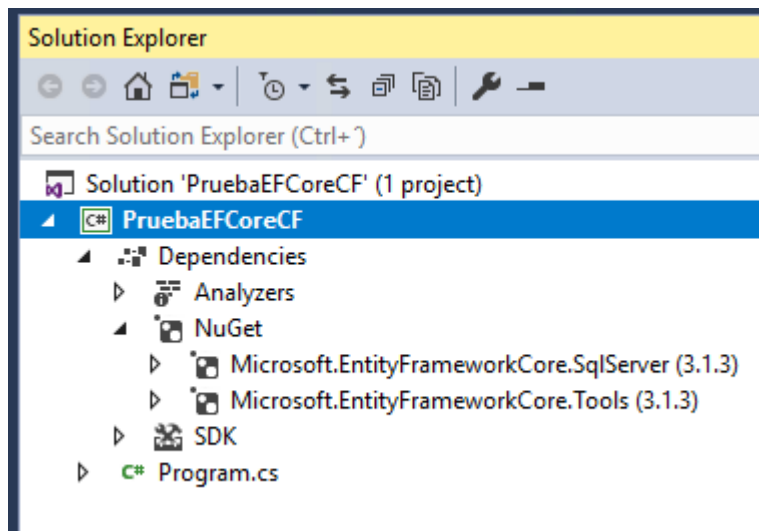 Solution Explorer
Search Solution Explorer (Ctrl+´)
Solution 'PruebaEFCoreCF' (1 project)
C# PruebaEFCoreCF
Dependencies
Analyzers
NuGet
Microsoft.EntityFrameworkCore.SqlServer (3.1.3)
Microsoft.EntityFrameworkCore.Tools (3.1.3)
SDK
C# Program.cs